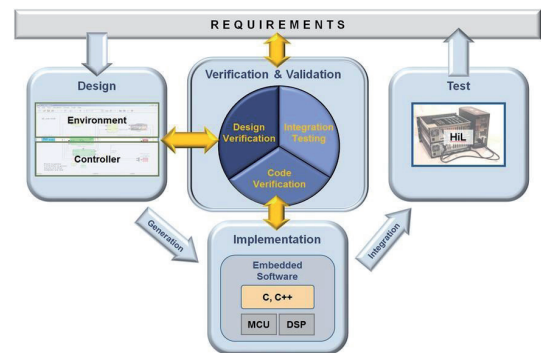 REQUIREMENTS
Design
Environment
Controller
Verification & Validation
Design
Verification
Integration
Testing
Code
Verification
Test
HiL
Generation
Implementation
Embedded
Software
C, C++
MCU DSP
Integration